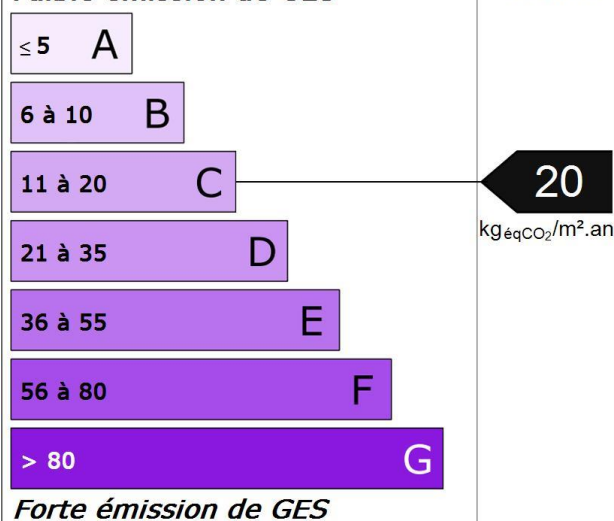 ≤ 5 A
6 à 10 B
11 à 20 C
20
kgéqCO₂/m².an
21 à 35 D
36 à 55 E
56 à 80 F
> 80 G
Forte émission de GES